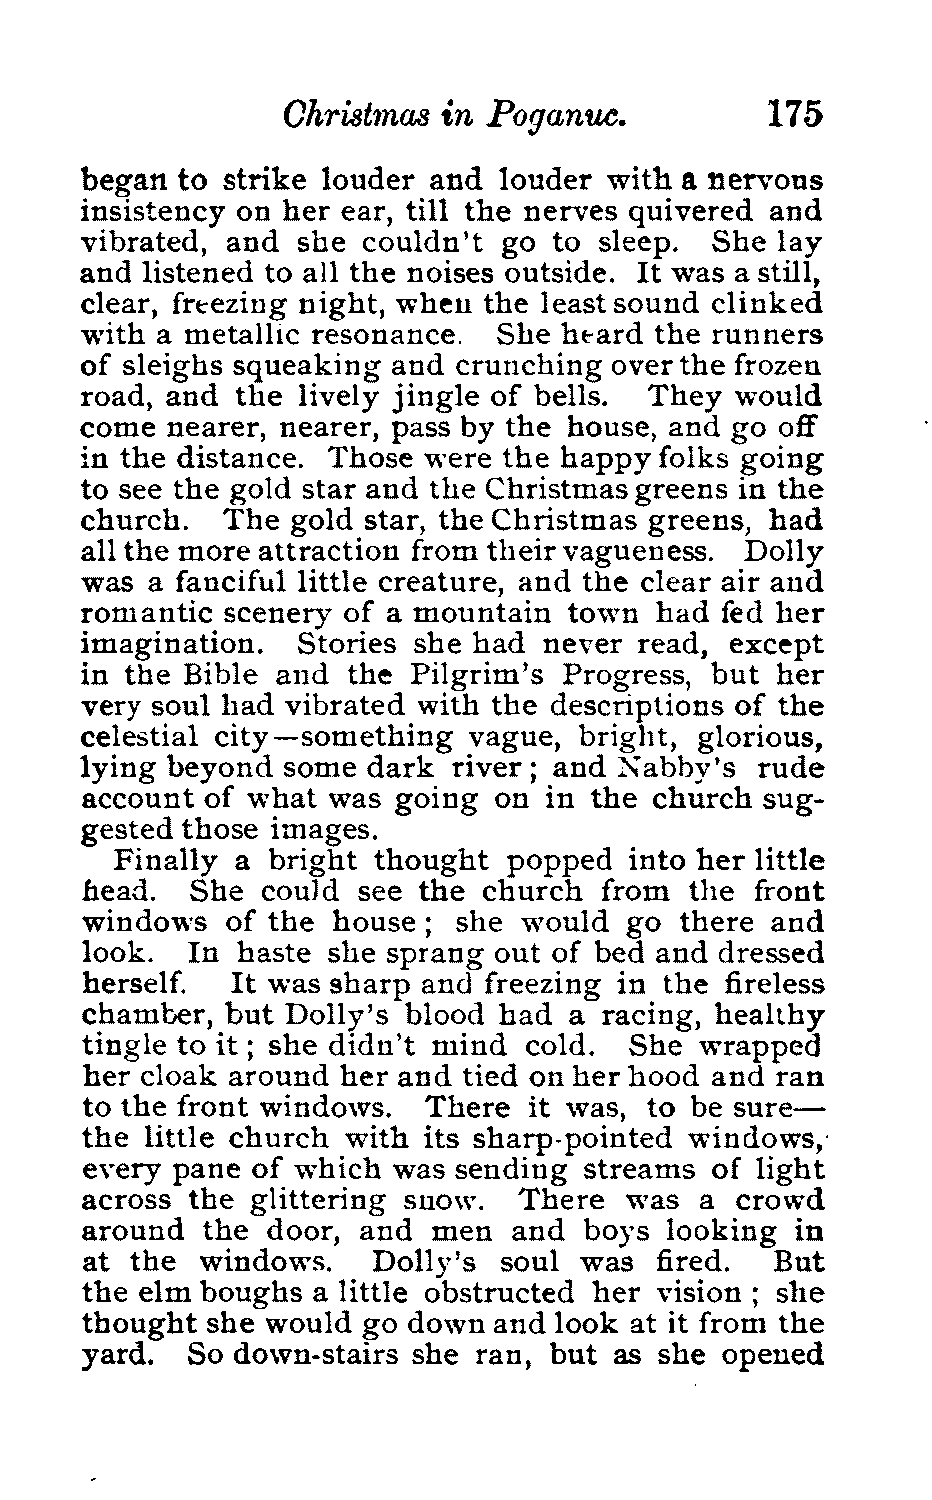 Christmas in Poganuc. 175
began to strike louder and louder with a nervous
insistency on her ear, till the nerves quivered and
vibrated, and she couldn't go to sleep. She lay
and listened to all the noises outside. It was a still,
clear, freezing night, when the least sound clinked
with a metallic resonance. She heard the runners
of sleighs squeaking and crunching over the frozen
road, and the lively jingle of bells. They would
come nearer, nearer, pass by the house, and go off
in the distance. Those were the happy folks going
to see the gold star and the Christmas greens in the
church. The gold star, the Christmas greens, had
all the more attraction from their vagueness. Dolly
was a fanciful little creature, and the clear air and
romantic scenery of a mountain town had fed her
imagination. Stories she had never read, except
in the Bible and the Pilgrim's Progress, but her
very soul had vibrated with the descriptions of the
celestial city—something vague, bright, glorious,
lying beyond some dark river; and Nabby's rude
account of what was going on in the church sug-
gested those images.
Finally a bright thought popped into her little
head. She could see the church from the front
windows of the house; she would go there and
look. In haste she sprang out of bed and dressed
herself. It was sharp and freezing in the fireless
chamber, but Dolly's blood had a racing, healthy
tingle to it; she didn't mind cold. She wrapped
her cloak around her and tied on her hood and ran
to the front windows. There it was, to be sure—
the little church with its sharp-pointed windows,
every pane of which was sending streams of light
across the glittering snow. There was a crowd
around the door, and men and boys looking in
at the windows. Dolly's soul was fired. But
the elm boughs a little obstructed her vision; she
thought she would go down and look at it from the
yard. So down-stairs she ran, but as she opened